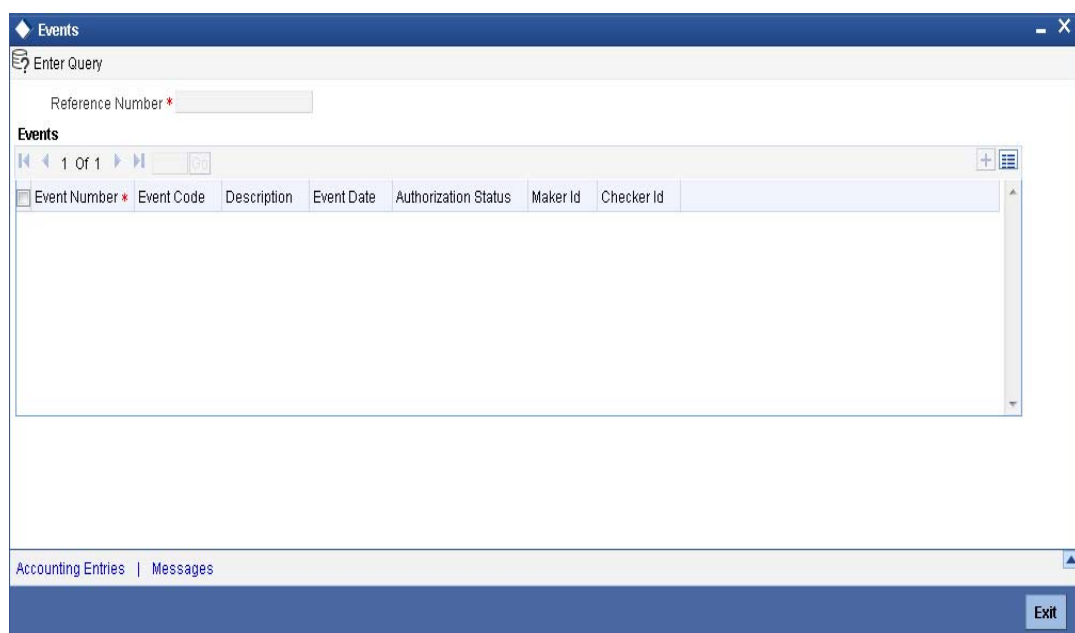 Events
Enter Query
Reference Number *
Events
1 Of 1 Go
Event Number * Event Code Description Event Date Authorization Status Maker Id Checker Id
Accounting Entries | Messages
Exit